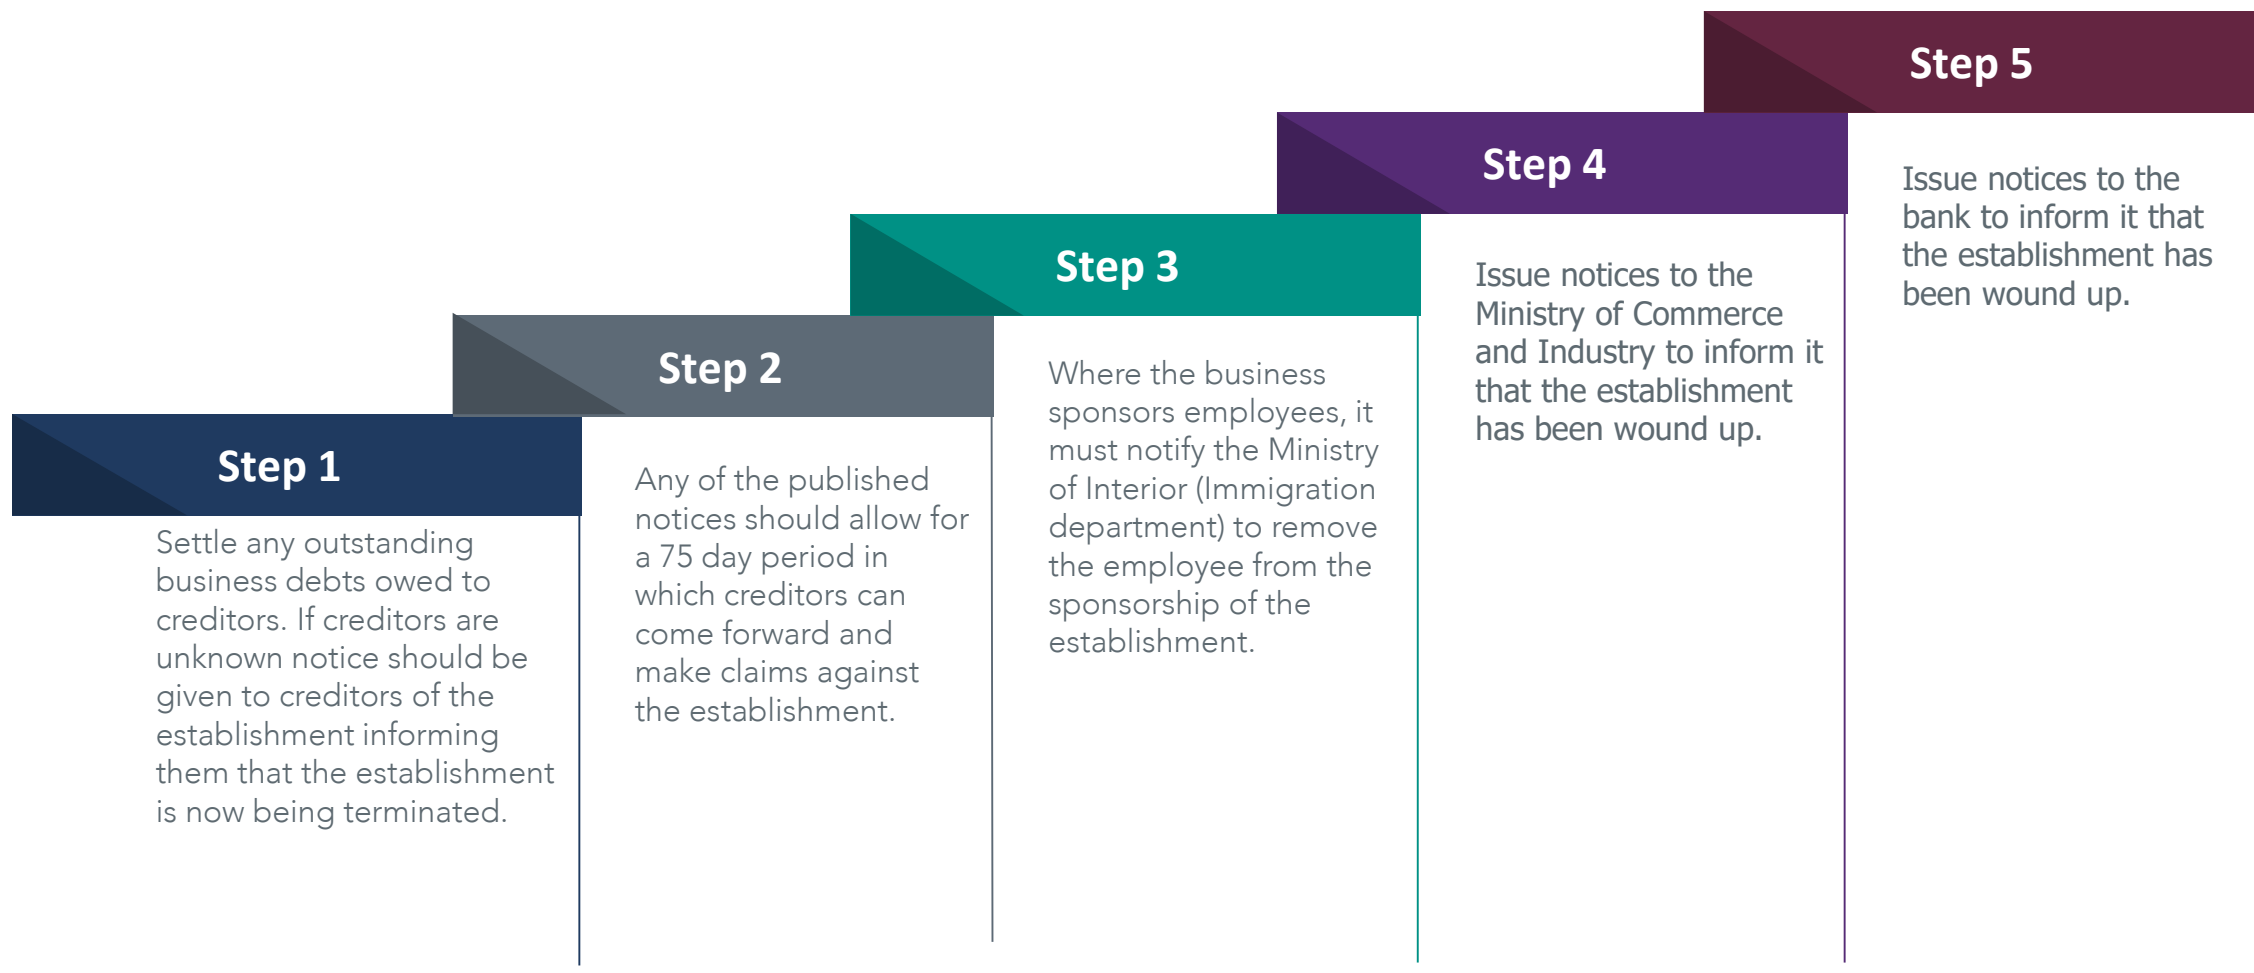 Step 1
Settle any outstanding
business debts owed to
creditors. If creditors are
unknown notice should be
given to creditors of the
establishment informing
them that the establishment
is now being terminated.
Step 2
Any of the published
notices should allow for
a 75 day period in
which creditors can
come forward and
make claims against
the establishment.
Step 3
Where the business
sponsors employees, it
must notify the Ministry
of Interior (Immigration
department) to remove
the employee from the
sponsorship of the
establishment.
Step 4
Issue notices to the
Ministry of Commerce
and Industry to inform it
that the establishment
has been wound up.
Step 5
Issue notices to the
bank to inform it that
the establishment has
been wound up.